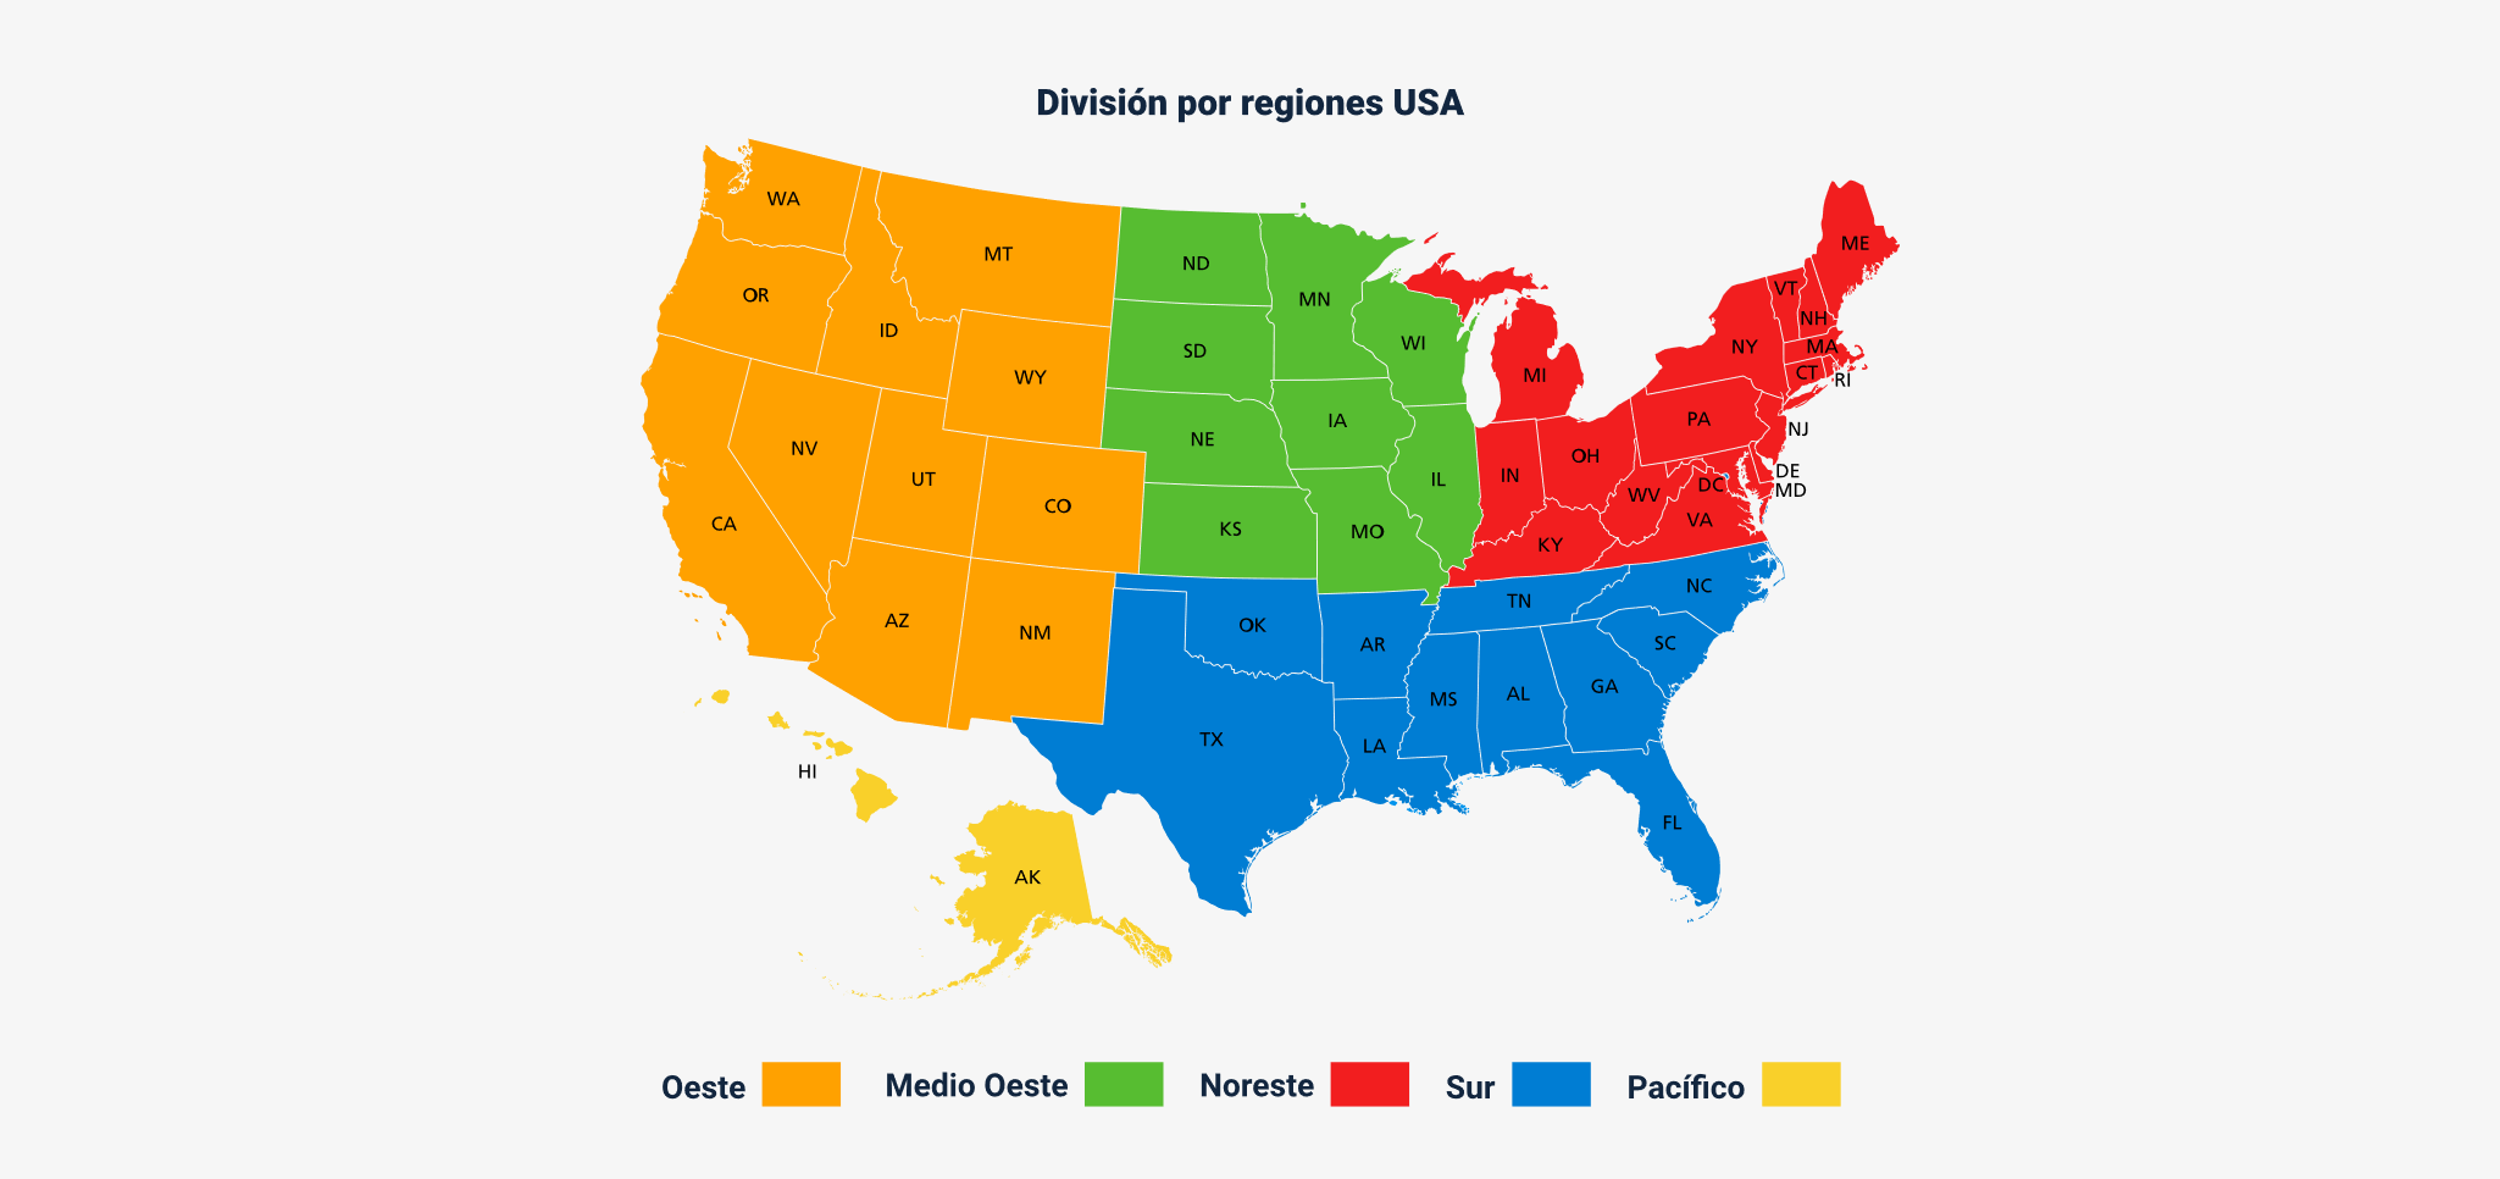 División por regiones USA
WA
MT
ME
ND
VT
OR
MN
NH
ID
WI
NY
MA
SD
CT
WY
MI
RI
IA
PA
NJ
NE
NV
OH
DE
UT
IN
IL
DC
MD
WV
CO
VA
CA
KS
MO
KY
NC
TN
AZ
OK
NM
AR
SC
GA
AL
MS
TX
LA
HI
FL
AK
Oeste
Medio Oeste
Noreste
Sur
Pacífico